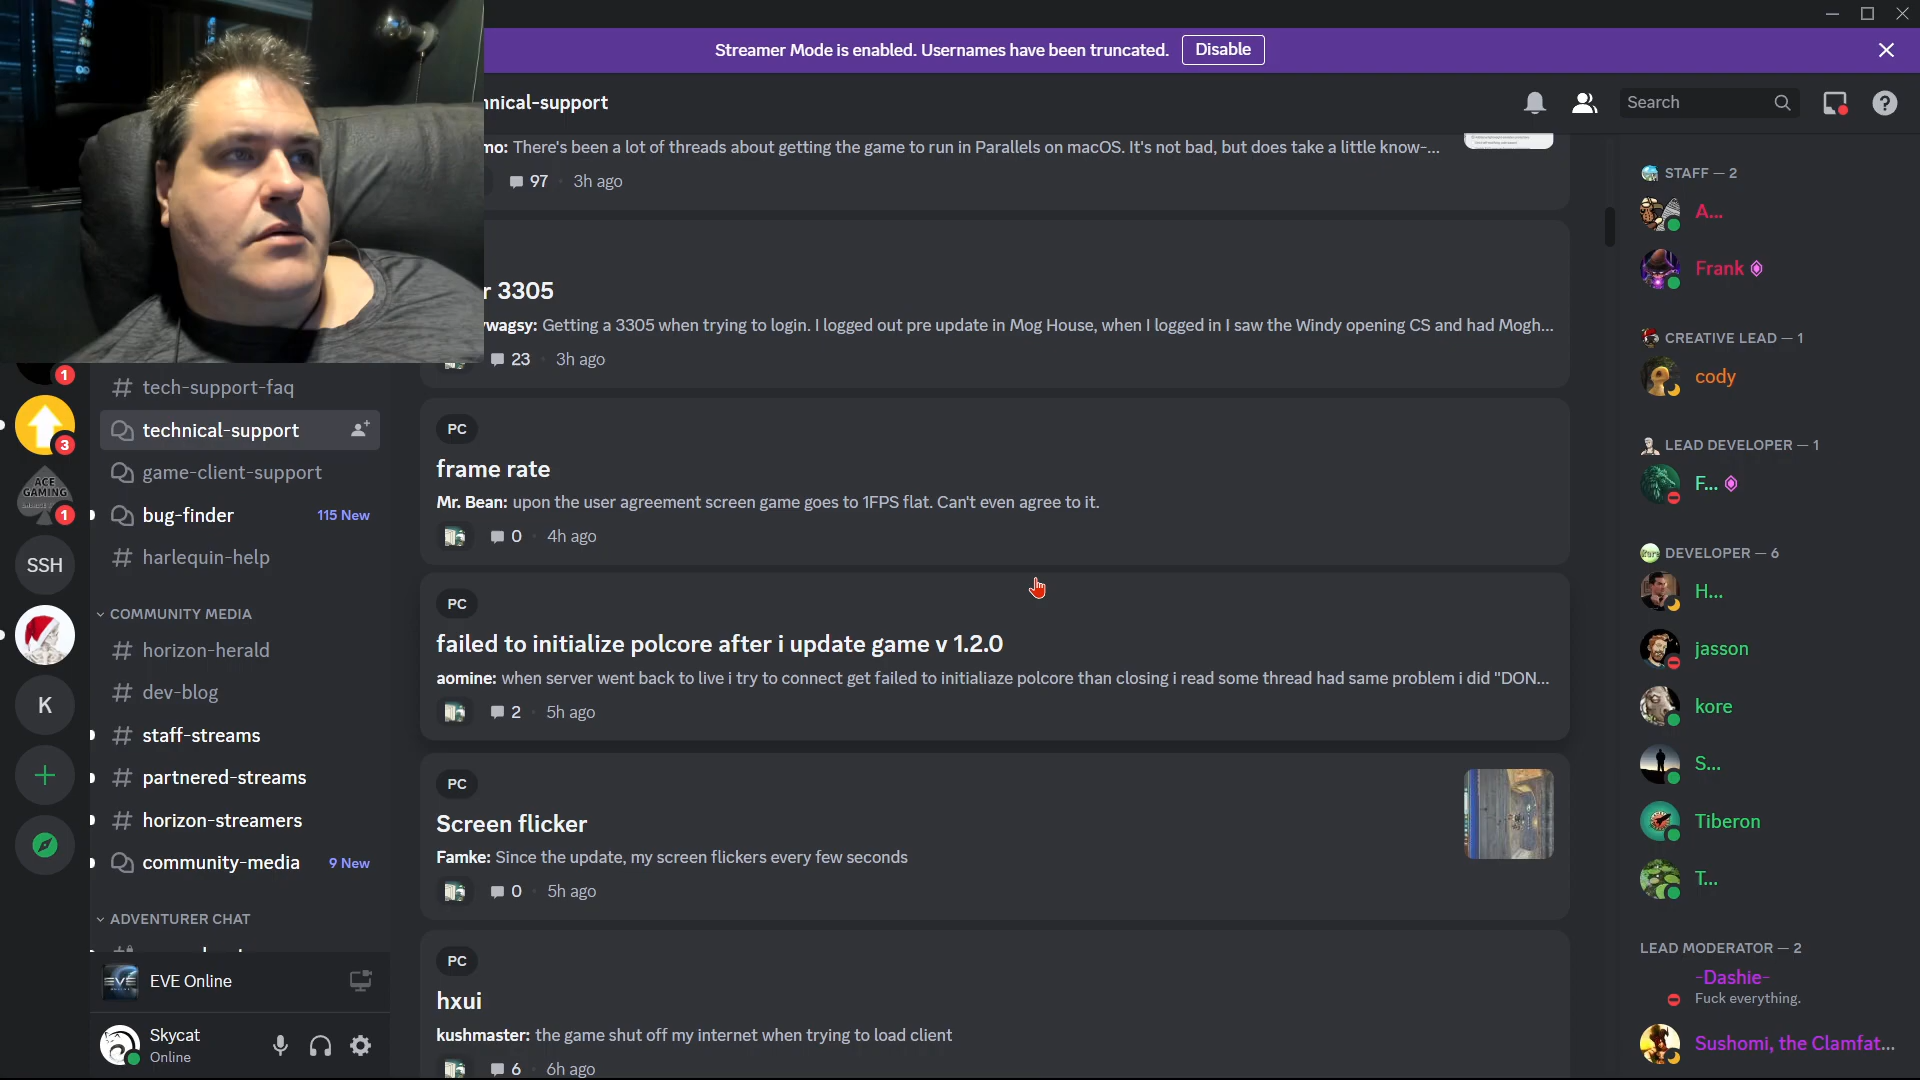 Streamer Mode is enabled. Usernames have been truncated.
Disable
nical-support
Search
mo: There's been a lot of threads about getting the game to run in Parallels on macOS. It's not bad, but does take a little know-...
97
3h ago
r 3305
wagsy: Getting a 3305 when trying to login. I logged out pre update in Mog House, when I logged in I saw the Windy opening CS and had Mogh...
23
3h ago
PC
frame rate
Mr. Bean: upon the user agreement screen game goes to 1FPS flat. Can't even agree to it.
0
4h ago
PC
failed to initialize polcore after i update game v 1.2.0
aomine: when server went back to live i try to connect get failed to initialiaze polcore than closing i read some thread had same problem i did "DON...
2
5h ago
PC
Screen flicker
Famke: Since the update, my screen flickers every few seconds
0
5h ago
PC
hxui
kushmaster: the game shut off my internet when trying to load client
6
6h ago
1
3
ACE
GAMING
1
SSH
K
tech-support-faq
technical-support
game-client-support
bug-finder
115 New
harlequin-help
COMMUNITY MEDIA
horizon-herald
dev-blog
staff-streams
partnered-streams
horizon-streamers
community-media
9 New
ADVENTURER CHAT
EVE
EVE Online
Skycat
Online
STAFF — 2
A...
Frank
CREATIVE LEAD — 1
cody
LEAD DEVELOPER — 1
F...
DEVELOPER — 6
H...
jasson
kore
S...
Tiberon
T...
LEAD MODERATOR — 2
-Dashie-
Fuck everything.
Sushomi, the Clamfat...